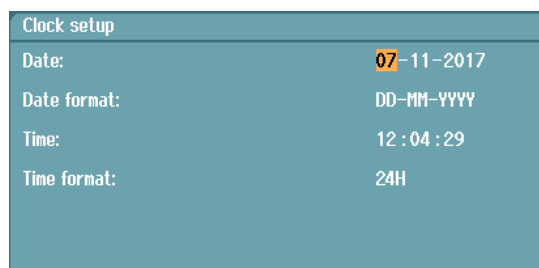 Clock setup
Date: 07-11-2017
Date format: DD-MM-YYYY
Time: 12:04:29
Time format: 24H